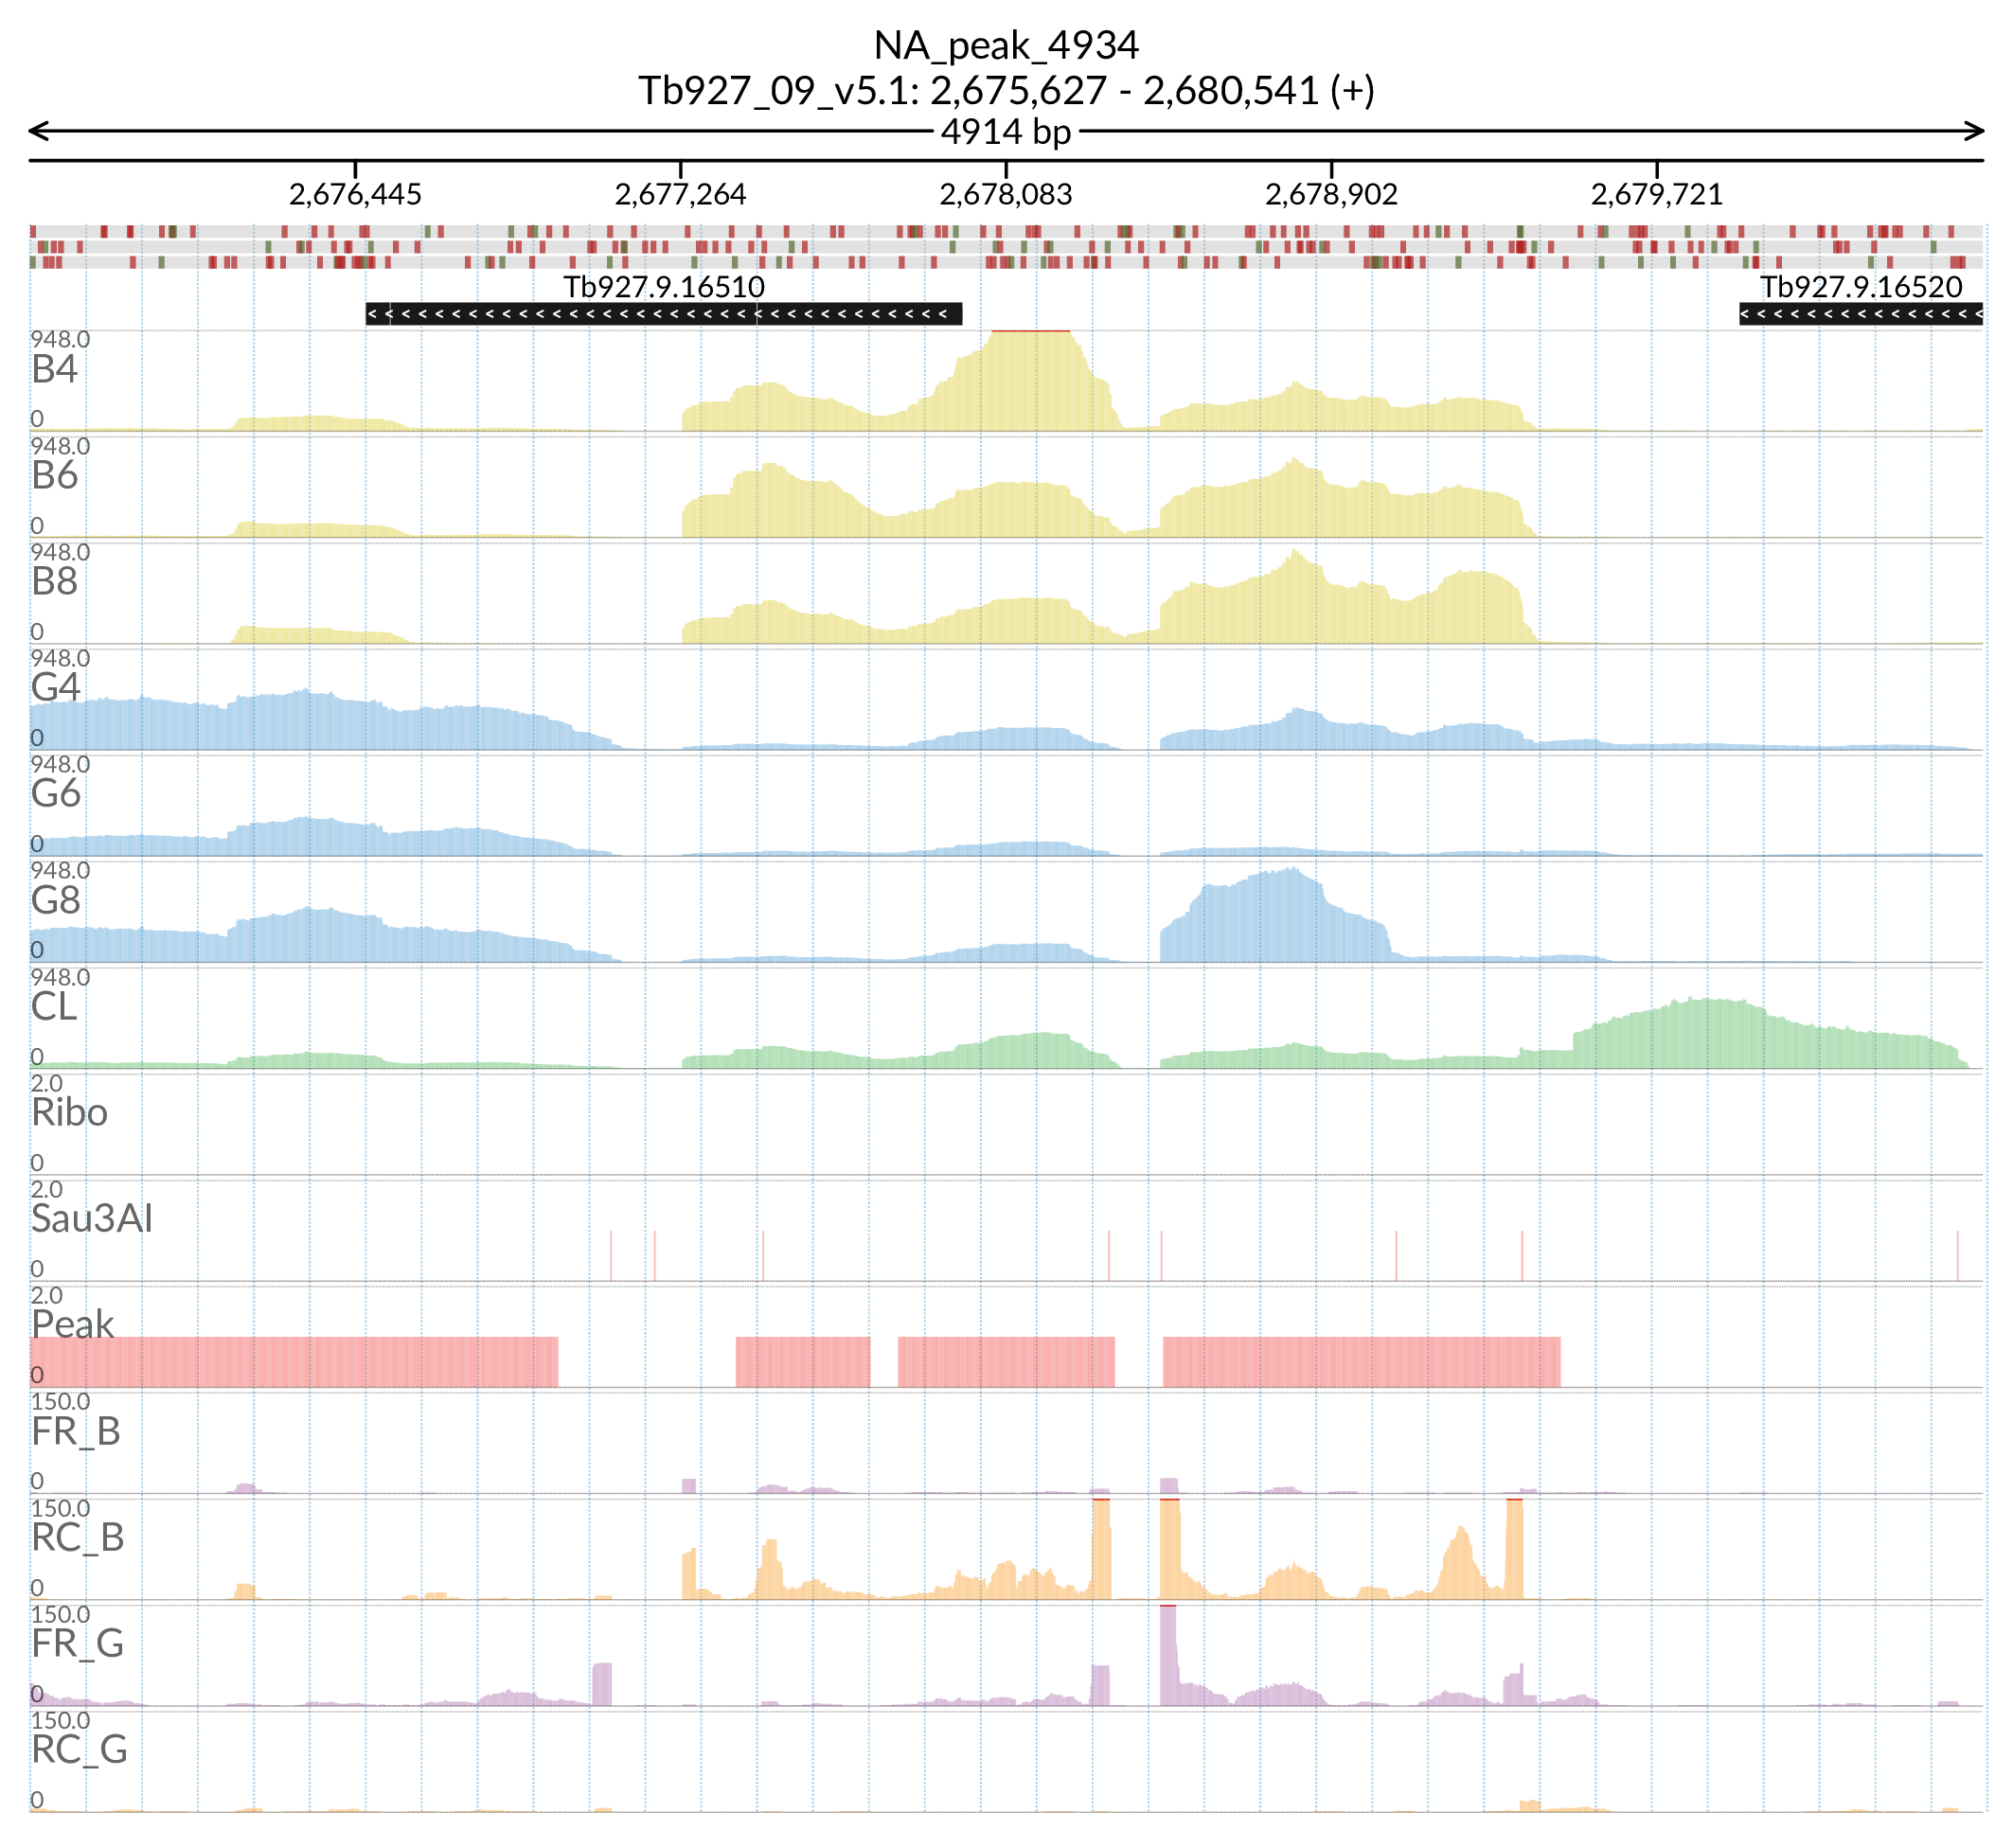 NA_peak_4934
Tb927_09_v5.1: 2,675,627 - 2,680,541 (+)
4914 bp
2,676,445 2,677,264 2,678,083 2,678,902 2,679,721
Tb927.9.16510 Tb927.9.16520
948.0
B4
0
948.0
B6
0
948.0
B8
0
948.0
G4
0
948.0
G6
0
948.0
G8
0
948.0
CL
0
2.0
Ribo
0
2.0
Sau3AI
0
2.0
Peak
0
150.0
FR_B
0
150.0
RC_B
0
150.0
FR_G
0
150.0
RC_G
0